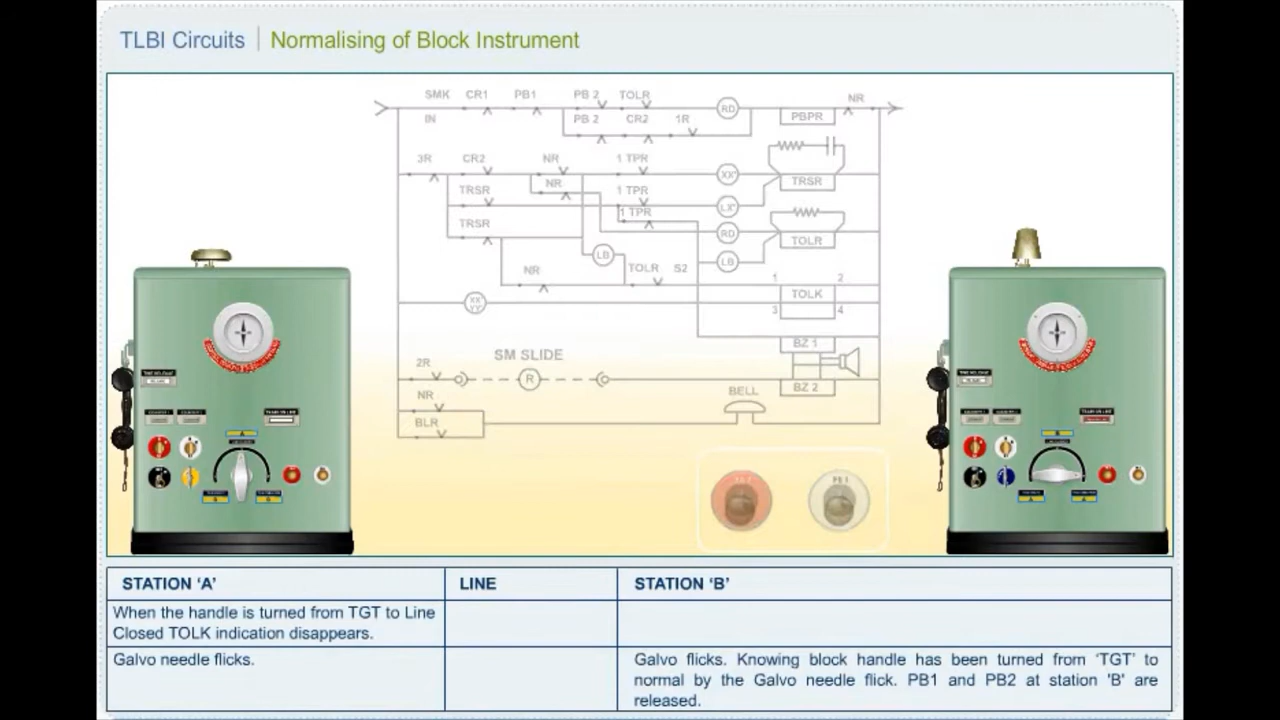 TLBI Circuits | Normalising of Block Instrument
SMK CR1 PB1 PB 2 TOLR NR
IN PB 2 CR2 1R RD PBPR
3R CR2 NR 1 TPR
TRSR NR 1 TPR TRSR
TRSR 1 TPR RD
LB LB TOLR
NR TOLR S2 1 2
TOLK
3 4
SM SLIDE BZ 1
2R R BZ 2
NR BELL
BLR
STATION ‘A’ LINE STATION ‘B’
When the handle is turned from TGT to Line
Closed TOLK indication disappears.
Galvo needle flicks.
Galvo flicks. Knowing block handle has been turned from ‘TGT’ to
normal by the Galvo needle flick. PB1 and PB2 at station 'B' are
released.